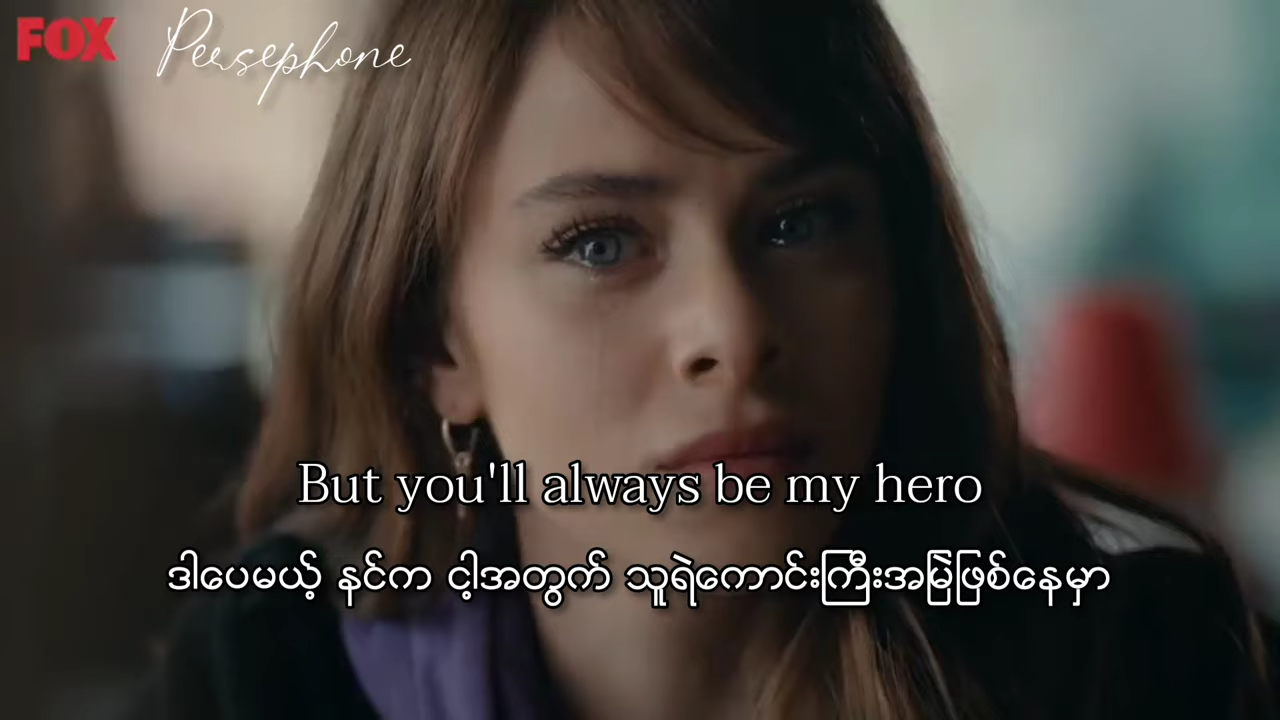 FOX
Persephone
But you'll always be my hero
ဒါပေမယ့် နင်က ငါ့အတွက် သူရဲကောင်းကြီးအမြဲဖြစ်နေမှာ